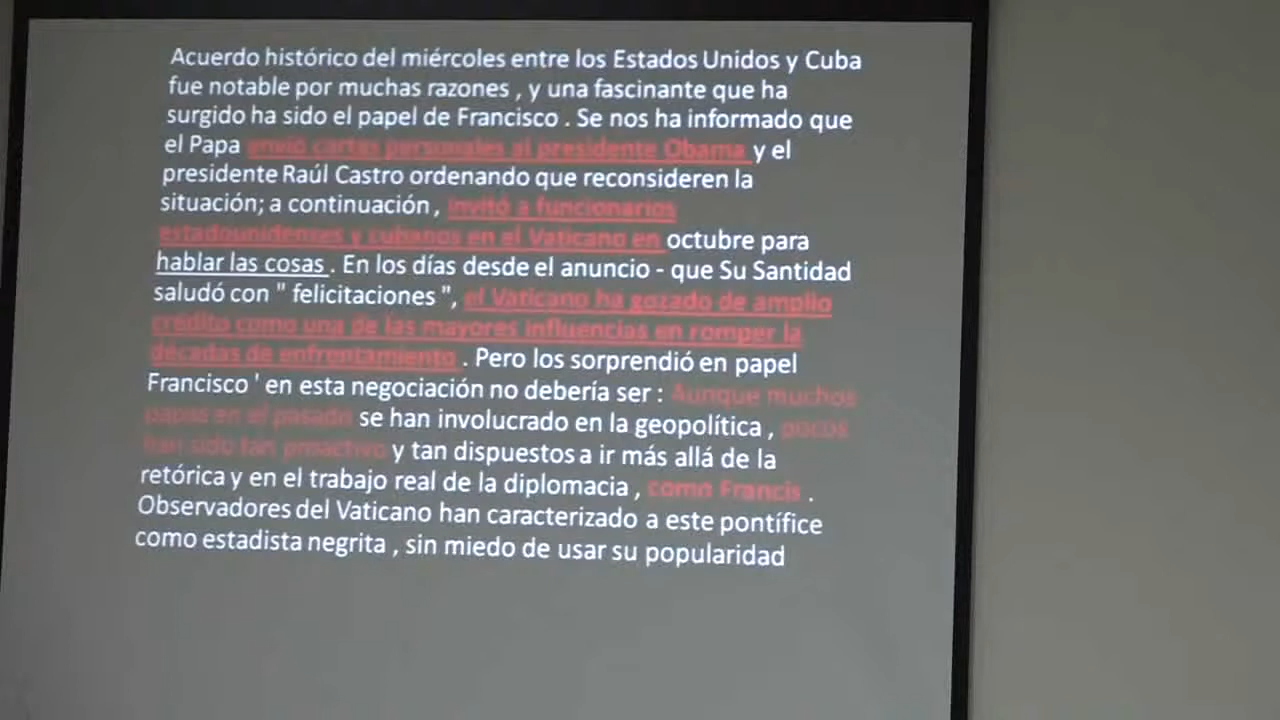 Acuerdo histórico del miércoles entre los Estados Unidos y Cuba
fue notable por muchas razones , y una fascinante que ha
surgido ha sido el papel de Francisco . Se nos ha informado que
el Papa envió cartas personales al presidente Obama y el
presidente Raúl Castro ordenando que reconsideren la
situación; a continuación , invitó a funcionarios
estadounidenses y cubanos en el Vaticano en octubre para
hablar las cosas . En los días desde el anuncio - que Su Santidad
saludó con " felicitaciones ", el Vaticano ha gozado de amplio
crédito como una de las mayores influencias en romper la
décadas de enfrentamiento . Pero los sorprendió en papel
Francisco ' en esta negociación no debería ser : Aunque muchos
papas en el pasado se han involucrado en la geopolítica , pocos
han sido tan proactivo y tan dispuestos a ir más allá de la
retórica y en el trabajo real de la diplomacia , como Francis .
Observadores del Vaticano han caracterizado a este pontífice
como estadista negrita , sin miedo de usar su popularidad